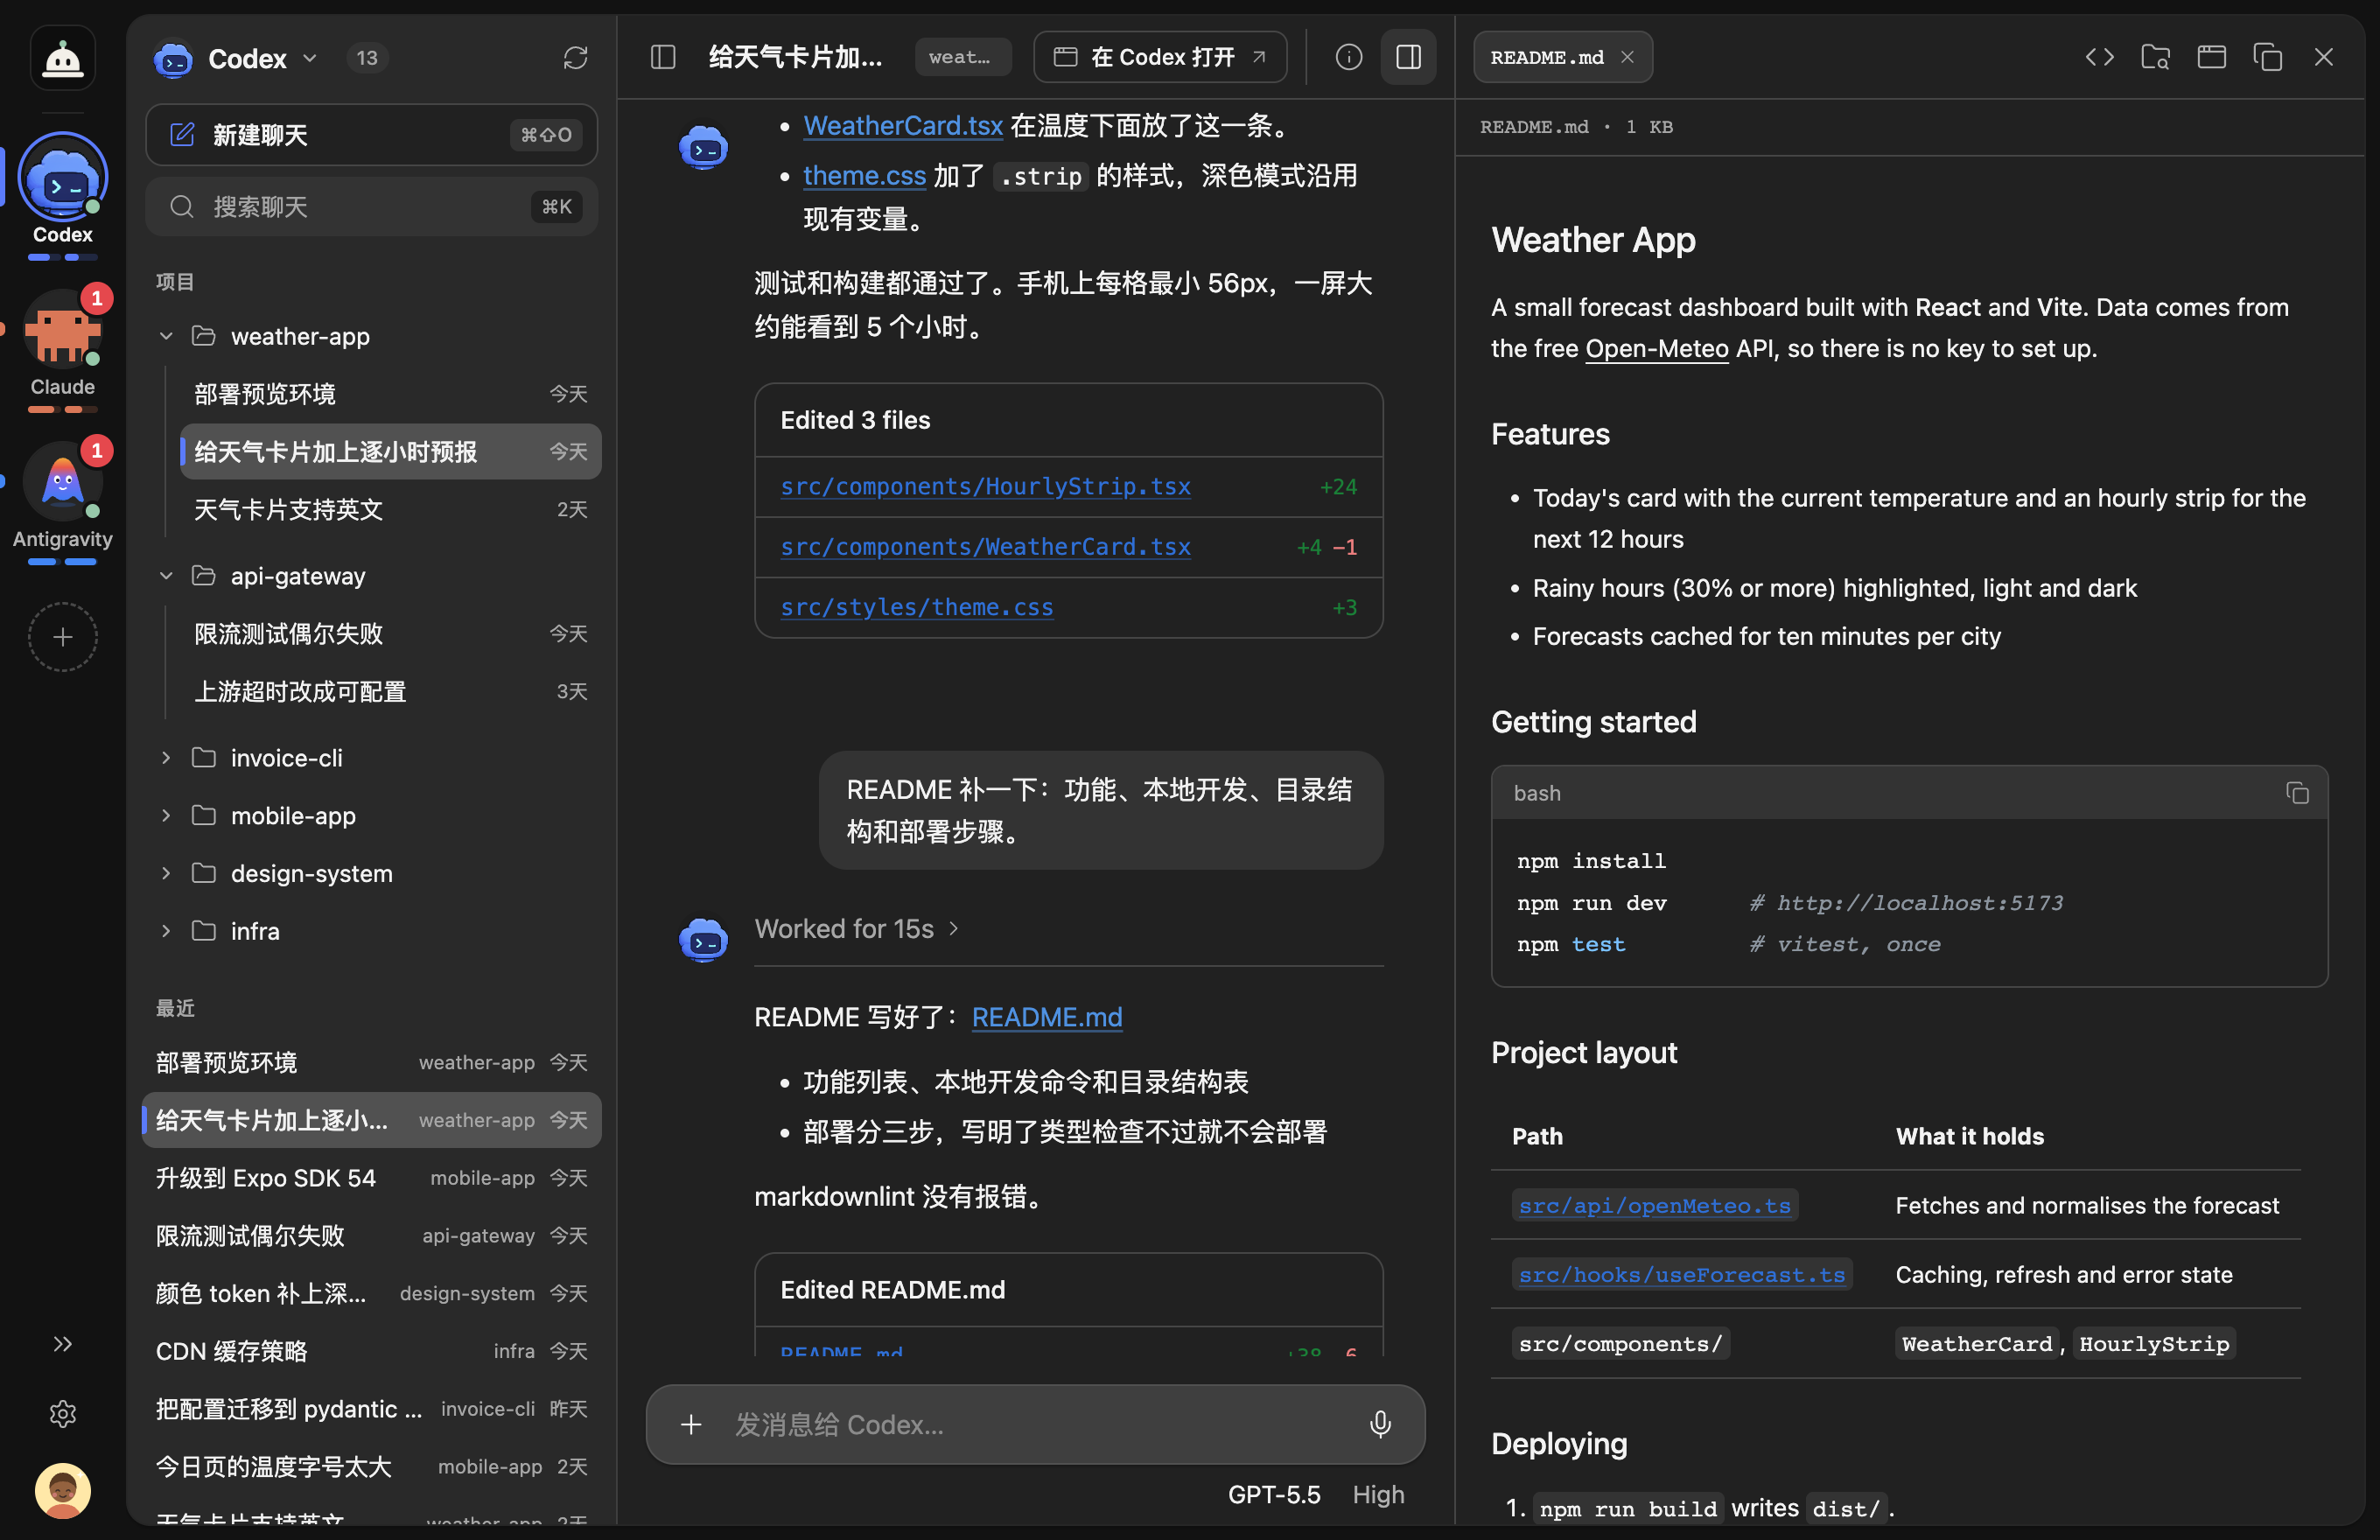 Codex
1
Claude
1
Antigravity
Codex 13
新建聊天 ⌘⇧O
搜索聊天 ⌘K
项目
weather-app
部署预览环境 今天
给天气卡片加上逐小时预报 今天
天气卡片支持英文 2天
api-gateway
限流测试偶尔失败 今天
上游超时改成可配置 3天
invoice-cli
mobile-app
design-system
infra
最近
部署预览环境 weather-app 今天
给天气卡片加上逐小... weather-app 今天
升级到 Expo SDK 54 mobile-app 今天
限流测试偶尔失败 api-gateway 今天
颜色 token 补上深... design-system 今天
CDN 缓存策略 infra 今天
把配置迁移到 pydantic ... invoice-cli 昨天
今日页的温度字号太大 mobile-app 2天
天气卡片支持英文 weather-app 2天
给天气卡片加... weat... 在 Codex 打开
• WeatherCard.tsx 在温度下面放了这一条。
• theme.css 加了 .strip 的样式，深色模式沿用
现有变量。
测试和构建都通过了。手机上每格最小 56px，一屏大
约能看到 5 个小时。
Edited 3 files
src/components/HourlyStrip.tsx +24
src/components/WeatherCard.tsx +4 −1
src/styles/theme.css +3
README 补一下：功能、本地开发、目录结
构和部署步骤。
Worked for 15s
README 写好了：README.md
• 功能列表、本地开发命令和目录结构表
• 部署分三步，写明了类型检查不过就不会部署
markdownlint 没有报错。
Edited README.md
README.md +38 −6
发消息给 Codex...
GPT-5.5 High
README.md
README.md · 1 KB
Weather App
A small forecast dashboard built with React and Vite. Data comes from
the free Open-Meteo API, so there is no key to set up.
Features
• Today's card with the current temperature and an hourly strip for the
next 12 hours
• Rainy hours (30% or more) highlighted, light and dark
• Forecasts cached for ten minutes per city
Getting started
bash
npm install
npm run dev # http://localhost:5173
npm test # vitest, once
Project layout
Path What it holds
src/api/openMeteo.ts Fetches and normalises the forecast
src/hooks/useForecast.ts Caching, refresh and error state
src/components/ WeatherCard, HourlyStrip
Deploying
1. npm run build writes dist/.